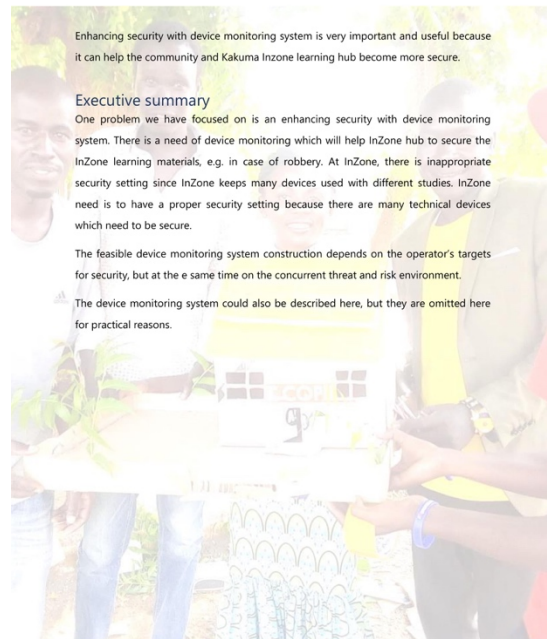 Enhancing security with device monitoring system is very important and useful because
it can help the community and Kakuma Inzone learning hub become more secure.
Executive summary
One problem we have focused on is an enhancing security with device monitoring
system. There is a need of device monitoring which will help InZone hub to secure the
InZone learning materials, e.g. in case of robbery. At InZone, there is inappropriate
security setting since InZone keeps many devices used with different studies. InZone
need is to have a proper security setting because there are many technical devices
which need to be secure.
The feasible device monitoring system construction depends on the operator's targets
for security, but at the e same time on the concurrent threat and risk environment.
The device monitoring system could also be described here, but they are omitted here
for practical reasons.